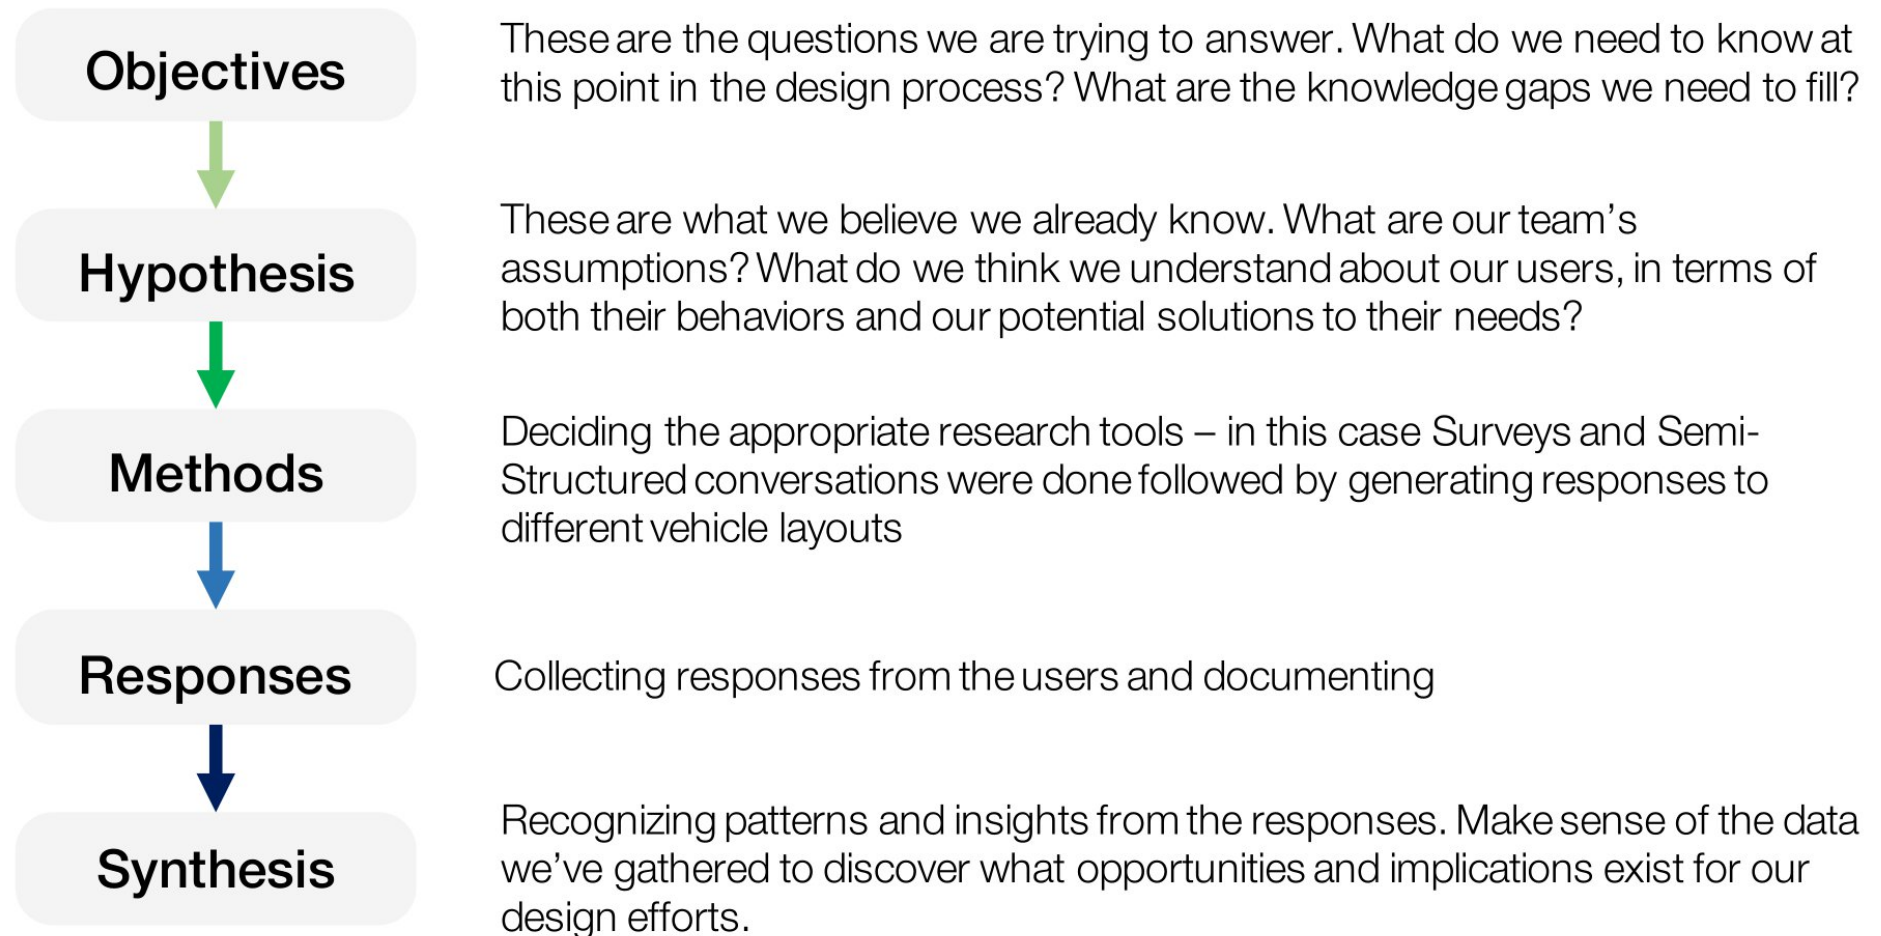 Objectives
These are the questions we are trying to answer. What do we need to know at
this point in the design process? What are the knowledge gaps we need to fill?
Hypothesis
These are what we believe we already know. What are our team’s
assumptions? What do we think we understand about our users, in terms of
both their behaviors and our potential solutions to their needs?
Methods
Deciding the appropriate research tools – in this case Surveys and Semi-
Structured conversations were done followed by generating responses to
different vehicle layouts
Responses
Collecting responses from the users and documenting
Synthesis
Recognizing patterns and insights from the responses. Make sense of the data
we’ve gathered to discover what opportunities and implications exist for our
design efforts.